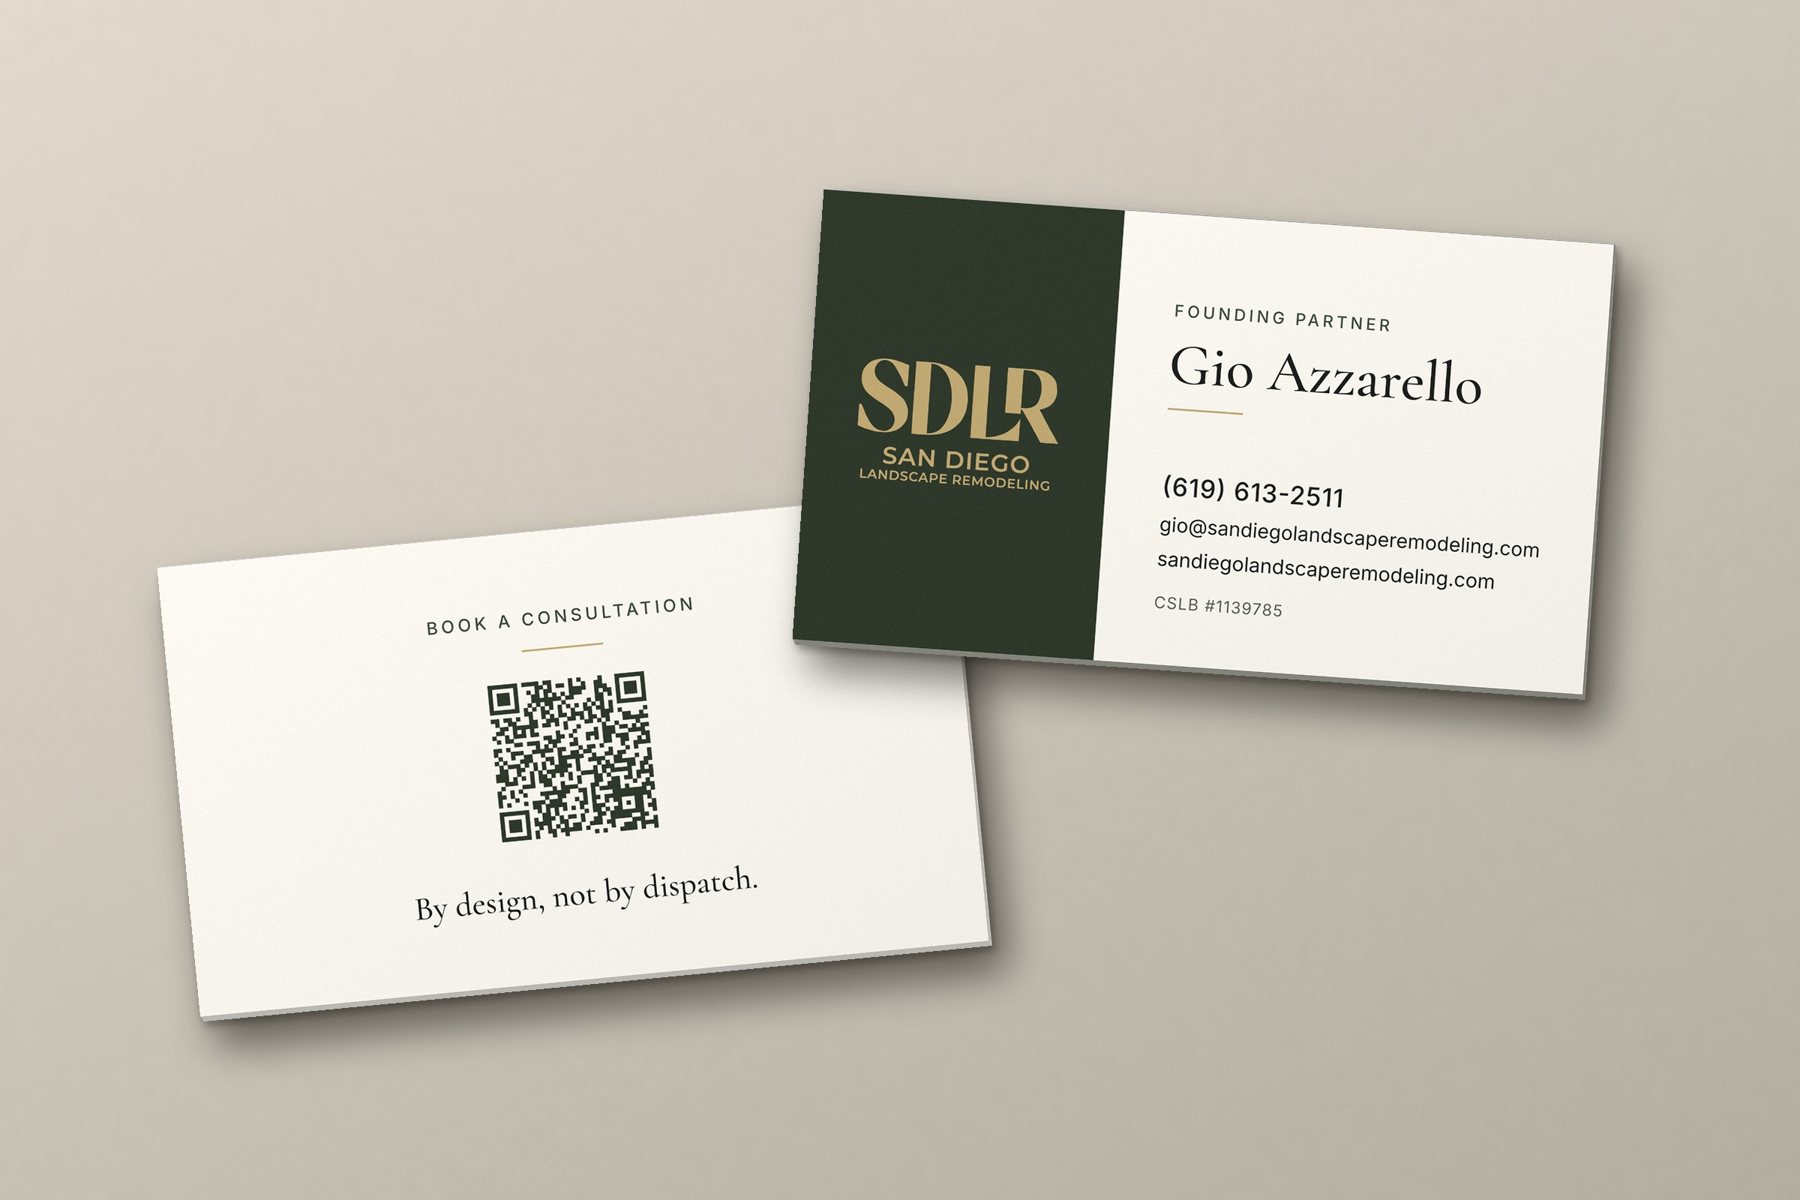 SDLR
SAN DIEGO
LANDSCAPE REMODELING
FOUNDING PARTNER
Gio Azzarello
(619) 613-2511
gio@sandiegolandscaperemodeling.com
sandiegolandscaperemodeling.com
CSLB #1139785
BOOK A CONSULTATION
By design, not by dispatch.